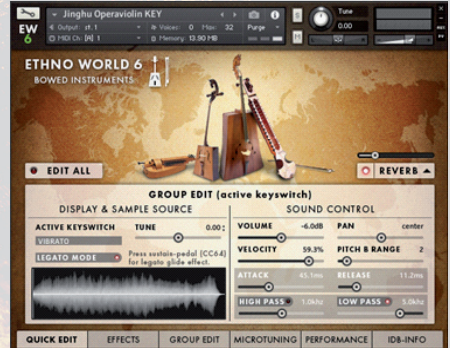 Jinghu Operaviolin KEY
Output: st. 1 Voices: 0 Max: 32 Purge
MIDI Ch: [A] 1 Memory: 13.90 MB
Tune
0.00
S
M
EW
6
ETHNO WORLD 6
BOWED INSTRUMENTS
EDIT ALL
REVERB
GROUP EDIT (active keyswitch)
DISPLAY & SAMPLE SOURCE
SOUND CONTROL
ACTIVE KEYSWITCH
VIBRATO
TUNE 0.00
LEGATO MODE
Press sustain-pedal (CC64)
for legato glide effect.
VOLUME -6.0dB
PAN center
VELOCITY 59.3%
PITCH B RANGE 2
ATTACK 45.1ms
RELEASE 11.2ms
HIGH PASS 1.0khz
LOW PASS 5.0khz
QUICK EDIT EFFECTS GROUP EDIT MICROTUNING PERFORMANCE IDB-INFO